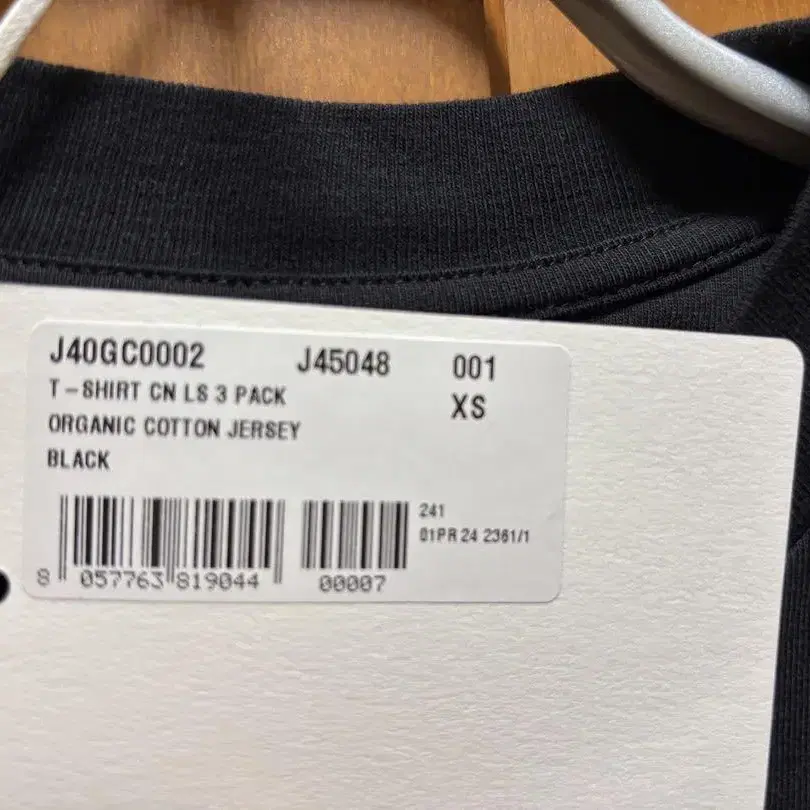 J40GC0002 J45048 001
T-SHIRT CN LS 3 PACK XS
ORGANIC COTTON JERSEY
BLACK
241
01PR 24 2361/1
8 057763 819044 00007